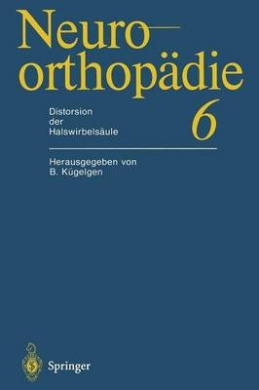 Neuro-
orthopädie
6
Distorsion
der
Halswirbelsäule
Herausgegeben von
B. Kügelgen
Springer